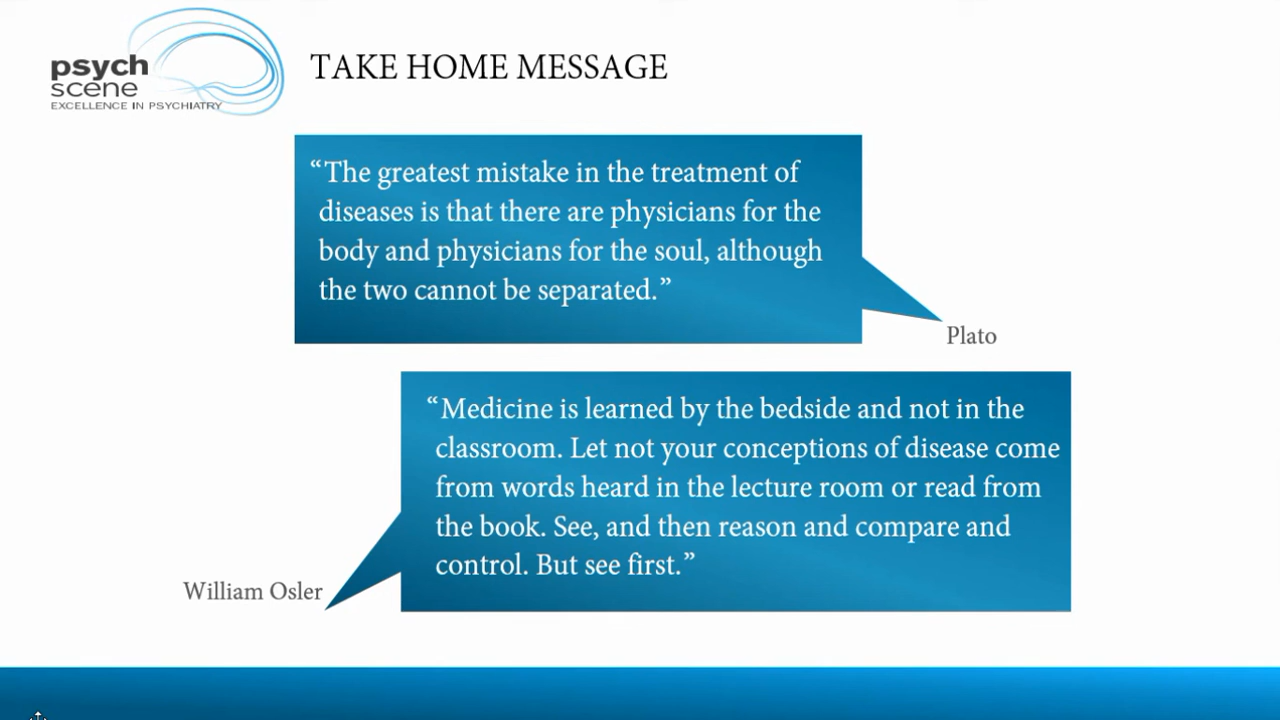 psych
scene
EXCELLENCE IN PSYCHIATRY
TAKE HOME MESSAGE
“The greatest mistake in the treatment of
diseases is that there are physicians for the
body and physicians for the soul, although
the two cannot be separated.”
Plato
“Medicine is learned by the bedside and not in the
classroom. Let not your conceptions of disease come
from words heard in the lecture room or read from
the book. See, and then reason and compare and
control. But see first.”
William Osler